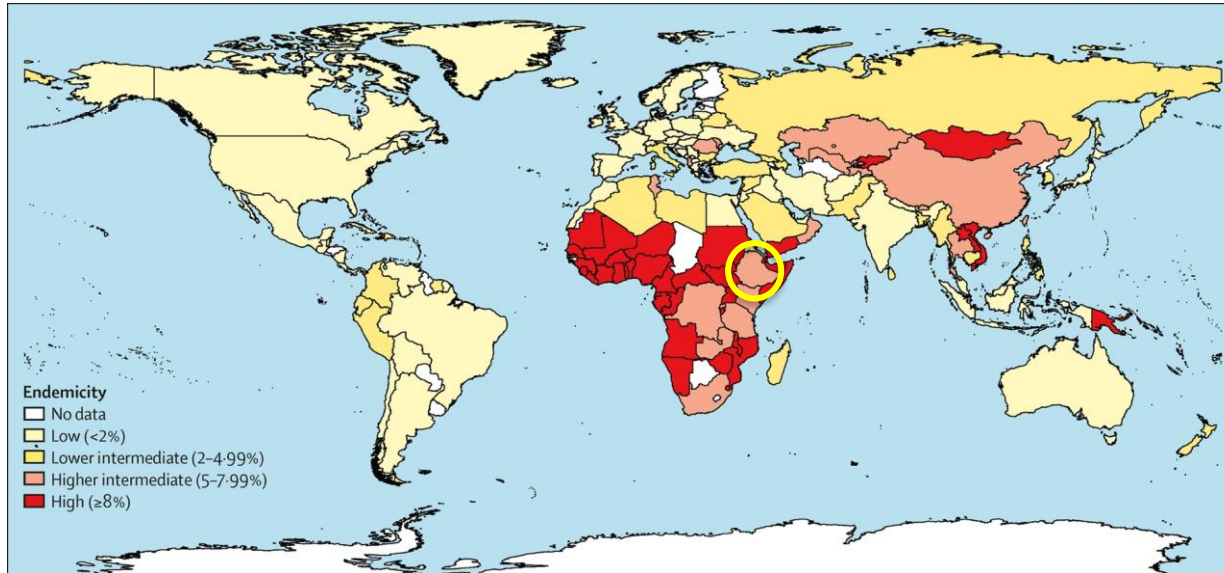 Endemicity
No data
Low (<2%)
Lower intermediate (2–4·99%)
Higher intermediate (5–7·99%)
High (≥8%)